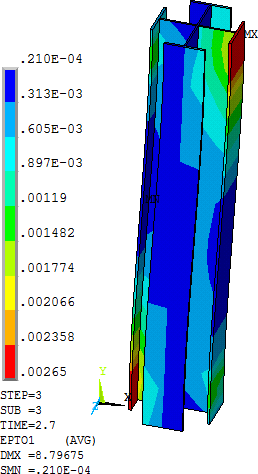 .210E-04
.313E-03
.605E-03
.897E-03
.00119
.001482
.001774
.002066
.002358
.00265
MX
Y
X
STEP=3
SUB =3
TIME=2.7
EPTO1 (AVG)
DMX =8.79675
SMN =.210E-04